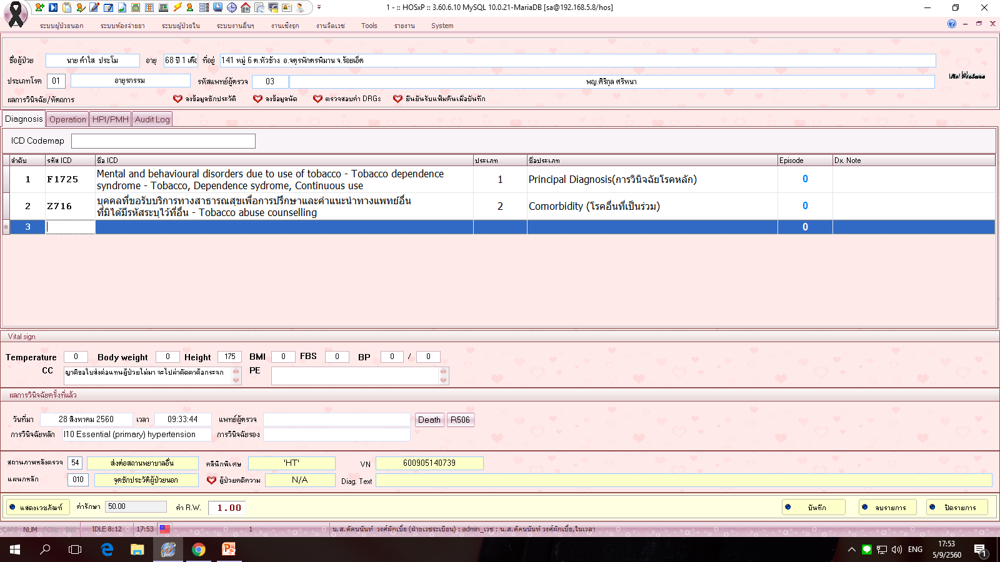 1 - :: HOSxP :: 3.60.6.10 MySQL 10.0.21-MariaDB [sa@192.168.5.8/hos]
ระบบผู้ป่วยนอก ระบบห้องจ่ายยา ระบบผู้ป่วยใน ระบบงานอื่นๆ งานเชิงรุก งานจิตเวช Tools รายงาน System
ชื่อผู้ป่วย นาย คำใส ประโม อายุ 68 ปี 1 เดือ ที่อยู่ 141 หมู่ 6 ต.หัวช้าง อ.จตุรพักตรพิมาน จ.ร้อยเอ็ด
ประเภทโรค 01 อายุรกรรม รหัสแพทย์ผู้ตรวจ 03 พญ.ศิริกุล ศรีหนา
No Picture
ผลการวินิจฉัย/หัตถการ ลงข้อมูลซักประวัติ ลงข้อมูลนัด ตรวจสอบค่า DRGs ยืนยันรับแฟ้มคืนเมื่อบันทึก
Diagnosis Operation HPI/PMH Audit Log
ICD Codemap
ลำดับ รหัส ICD ชื่อ ICD ประเภท ชื่อประเภท Episode Dx. Note
1 F1725 Mental and behavioural disorders due to use of tobacco - Tobacco dependence 1 Principal Diagnosis(การวินิจฉัยโรคหลัก) 0
syndrome - Tobacco, Dependence sydrome, Continuous use
2 Z716 บุคคลที่ขอรับบริการทางสาธารณสุขเพื่อการปรึกษาและคำแนะนำทางแพทย์อื่น 2 Comorbidity (โรคอื่นที่เป็นร่วม) 0
ที่มิได้มีรหัสระบุไว้ที่อื่น - Tobacco abuse counselling
3 0
Vital sign
Temperature 0 Body weight 0 Height 175 BMI 0 FBS 0 BP 0 / 0
CC ญาติขอใบส่งต่อแทนผู้ป่วยไม่มา จะไปผ่าตัดตาต้อกระจก PE
ผลการวินิจฉัยครั้งที่แล้ว
วันที่มา 28 สิงหาคม 2560 เวลา 09:33:44 แพทย์ผู้ตรวจ Death R506
การวินิจฉัยหลัก I10 Essential (primary) hypertension การวินิจฉัยรอง
สถานภาพหลังตรวจ 54 ส่งต่อสถานพยาบาลอื่น คลินิกพิเศษ 'HT' VN 600905140739
แผนกหลัก 010 จุดซักประวัติผู้ป่วยนอก ผู้ป่วยคดีความ N/A Diag. Text
แสดงเวชภัณฑ์ ค่ารักษา 50.00 ค่า R.W. 1.00 บันทึก ลบรายการ ปิดรายการ
CAPS NUM SCRL INS IDLE 8:12 17:53 1 น.ส.คัคนนันท์ วงศ์ผักเบี้ย (ฝ่ายเวชระเบียน) : admin_เวช : น.ส.คัคนนันท์ วงศ์ผักเบี้ย,ในเวลา
ENG 17:53
5/9/2560
1